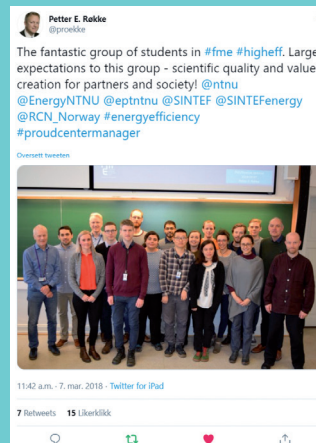 Petter E. Røkke
@proekke
The fantastic group of students in #fme #higheff. Large
expectations to this group - scientific quality and value
creation for partners and society! @ntnu
@EnergyNTNU @eptntnu @SINTEF @SINTEFenergy
@RCN_Norway #energyefficiency
#proudcentermanager
Oversett tweeten
11:42 a.m. · 7. mar. 2018 · Twitter for iPad
7 Retweets 15 Likerklikk